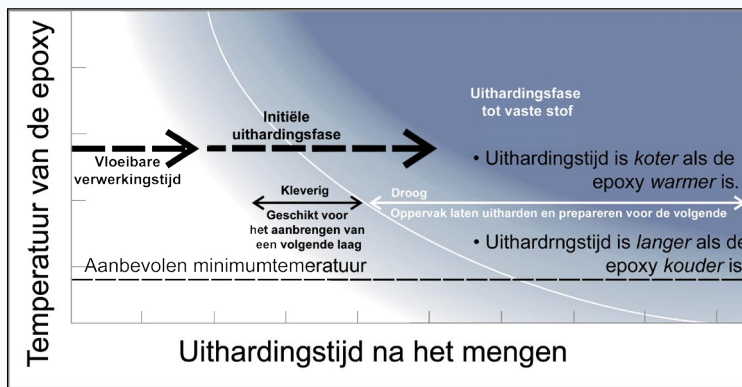 Temperatuur van de epoxy
Uithardingsfase
tot vaste stof
Initiële
uithardingsfase
Vloeibare
verwerkingstijd
• Uithardingstijd is koter als de
epoxy warmer is.
Kleverig
Droog
Geschikt voor
het aanbrengen van
een volgende laag
Oppervak laten uitharden en prepareren voor de volgende
• Uithardrngstijd is langer als de
epoxy kouder is
Aanbevolen minimumtemeratuur
Uithardingstijd na het mengen